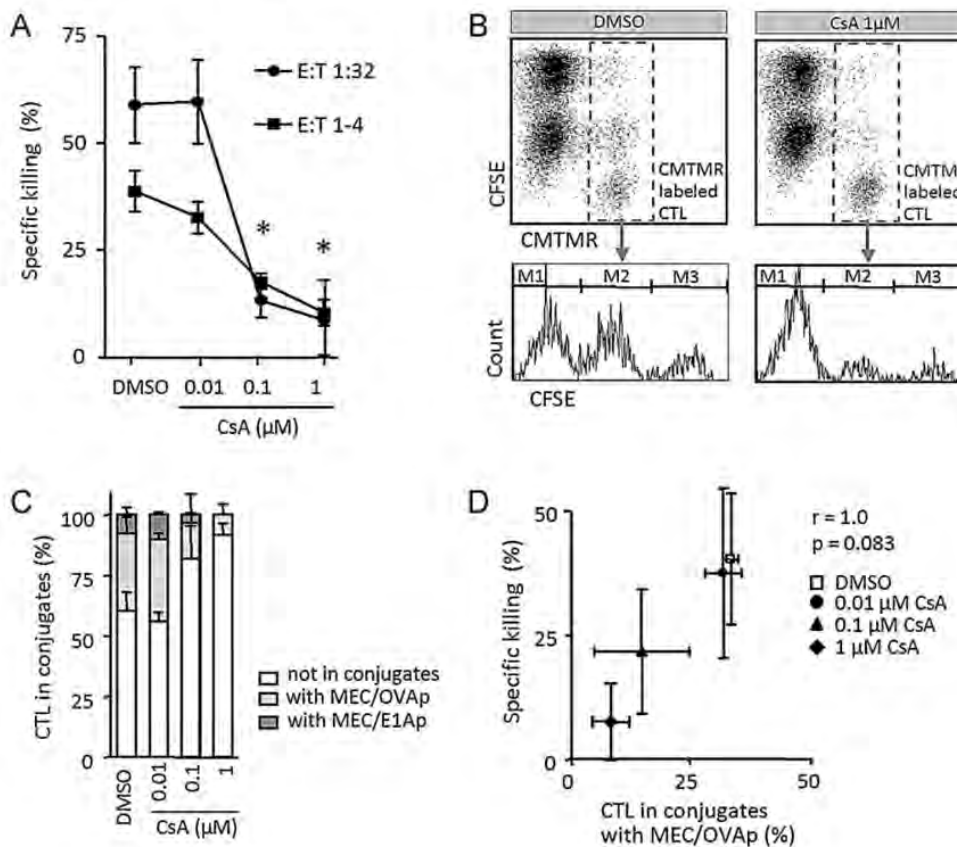 A
75
50
25
0
Specific killing (%)
E:T 1:32
E:T 1-4
*
*
DMSO
0.01
0.1
1
CsA (µM)
B
DMSO
CsA 1µM
CFSE
CMTMR
labeled
CTL
CMTM
labeled
CTL
CMTMR
M1
M2
M3
M1
M2
M3
Count
CFSE
C
100
75
50
25
0
CTL in conjugates (%)
DMSO
0.01
0.1
1
CsA (µM)
not in conjugates
with MEC/OVAp
with MEC/E1Ap
D
50
25
0
Specific killing (%)
r = 1.0
p = 0.083
DMSO
0.01 µM CsA
0.1 µM CsA
1 µM CsA
0
25
50
CTL in conjugates
with MEC/OVAp (%)